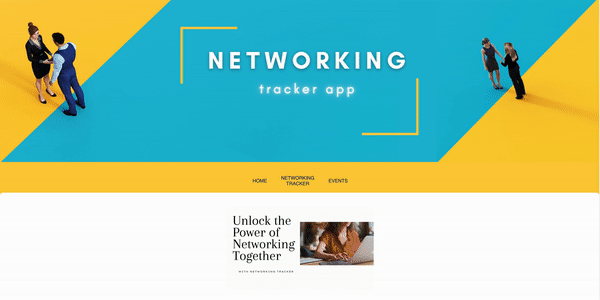 NETWORKING
tracker app
HOME
NETWORKING
TRACKER
EVENTS
Unlock the
Power of
Networking
Together
WITH NETWORKING TRACKER